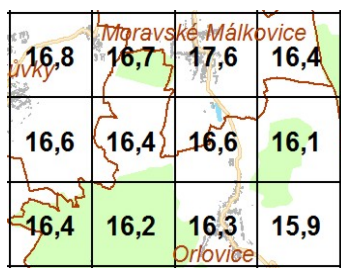 Moravské Málkovice
16,8 16,7 17,6 16,4
ůvky
16,6 16,4 16,6 16,1
16,4 16,2 16,3 15,9
Orlovice